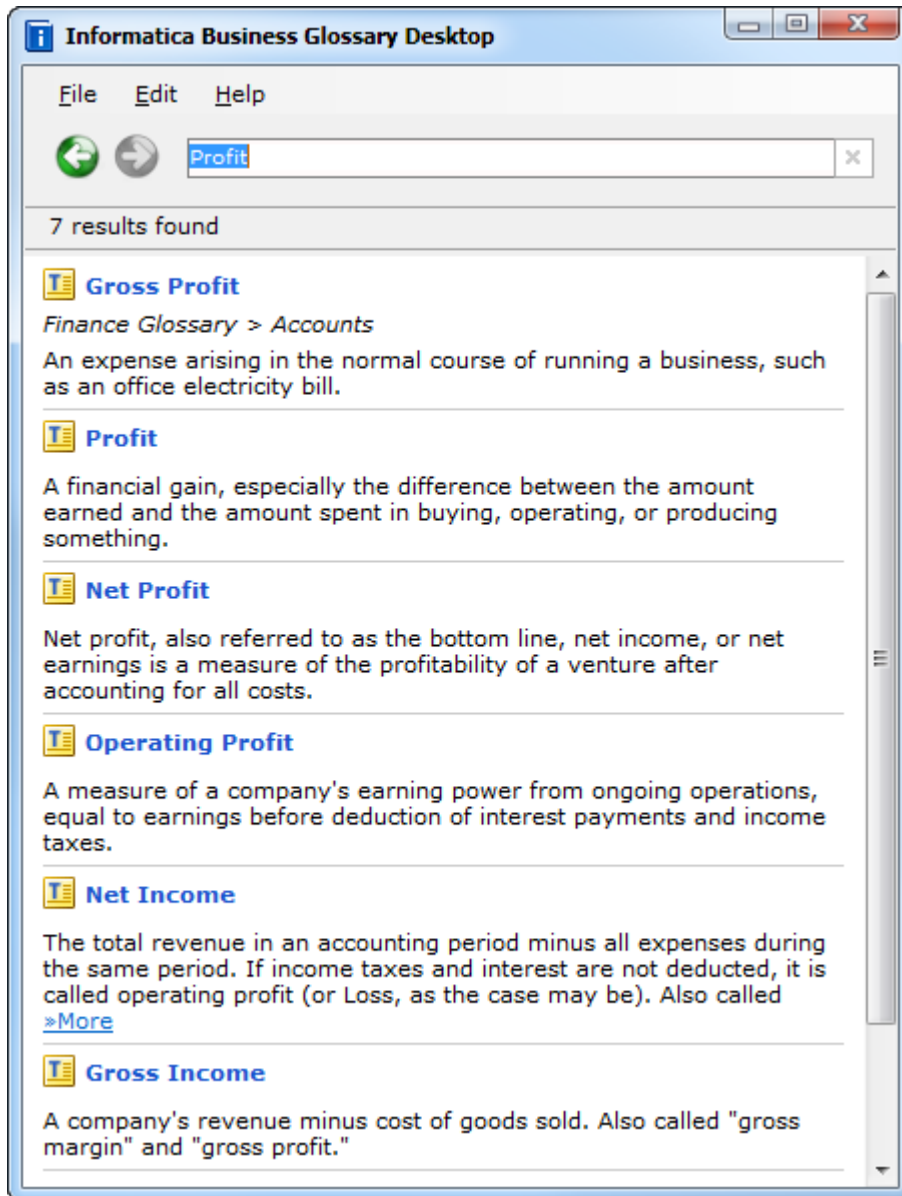 Informatica Business Glossary Desktop
File Edit Help
Profit
7 results found
Gross Profit
Finance Glossary > Accounts
An expense arising in the normal course of running a business, such
as an office electricity bill.
Profit
A financial gain, especially the difference between the amount
earned and the amount spent in buying, operating, or producing
something.
Net Profit
Net profit, also referred to as the bottom line, net income, or net
earnings is a measure of the profitability of a venture after
accounting for all costs.
Operating Profit
A measure of a company's earning power from ongoing operations,
equal to earnings before deduction of interest payments and income
taxes.
Net Income
The total revenue in an accounting period minus all expenses during
the same period. If income taxes and interest are not deducted, it is
called operating profit (or Loss, as the case may be). Also called
»More
Gross Income
A company's revenue minus cost of goods sold. Also called "gross
margin" and "gross profit."